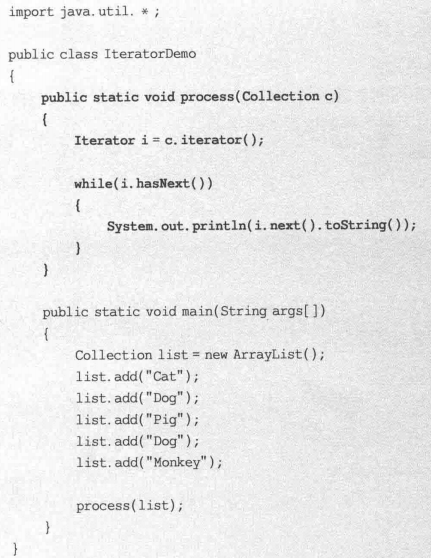 import java.util. * ;
public class IteratorDemo
{
    public static void process(Collection c)
    {
        Iterator i = c.iterator();
        while(i.hasNext())
        {
            System.out.println(i.next().toString());
        }
    }
    public static void main(String args[])
    {
        Collection list = new ArrayList();
        list.add("Cat");
        list.add("Dog");
        list.add("Pig");
        list.add("Dog");
        list.add("Monkey");
        process(list);
    }
}